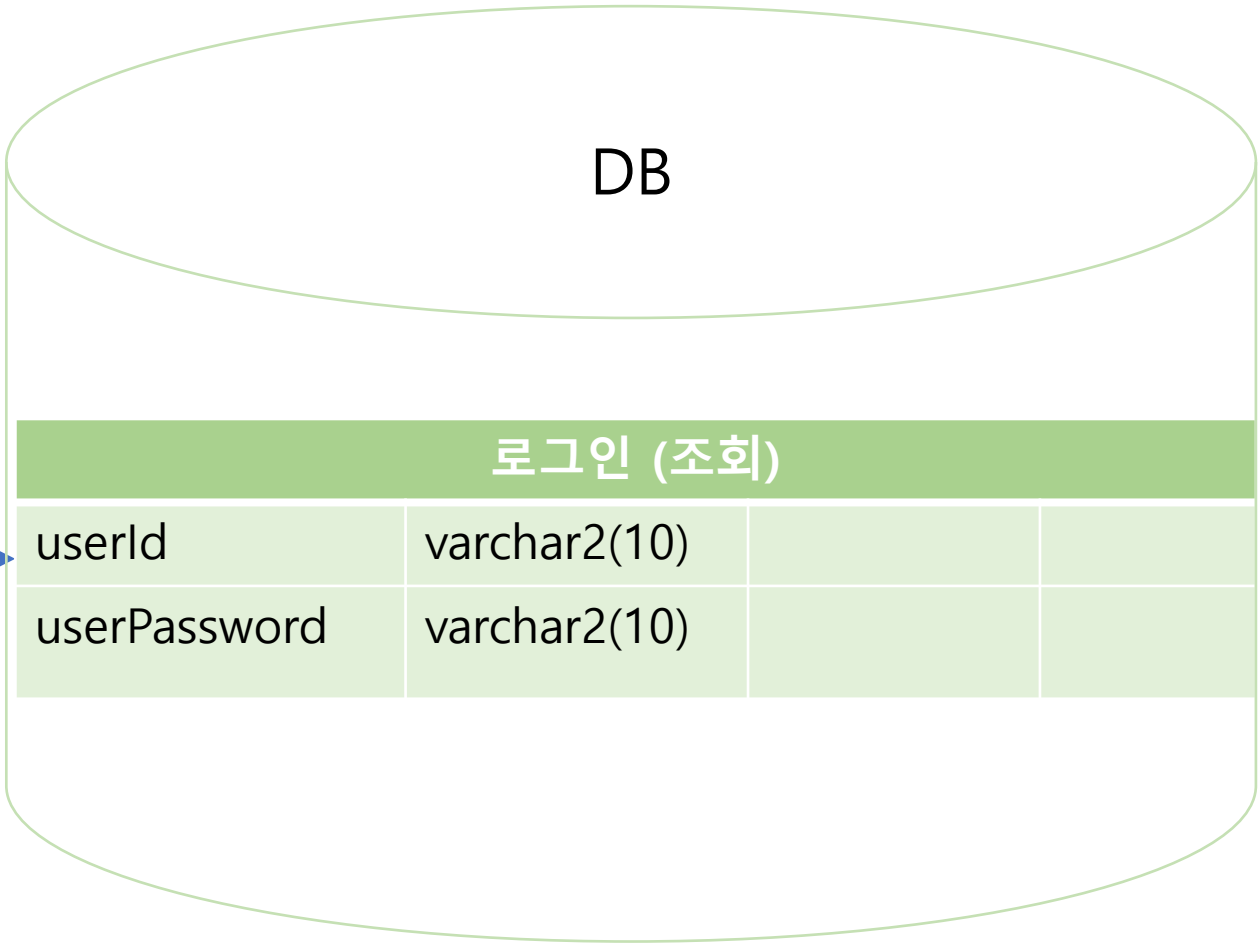 DB
로그인 (조회)
userId varchar2(10)
userPassword varchar2(10)